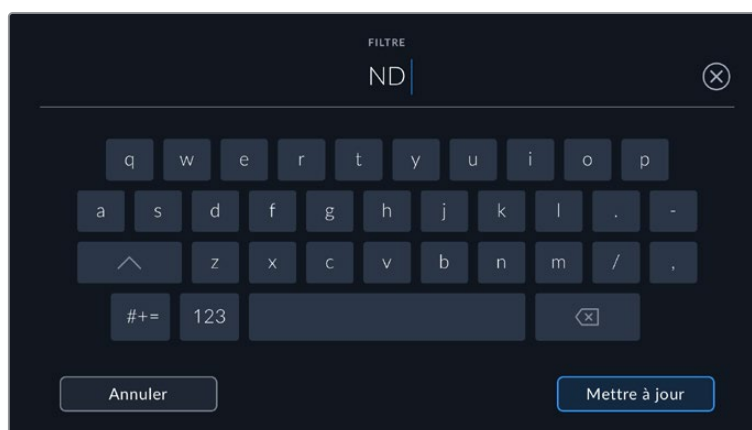 FILTRE
ND
q w e r t y u i o p
a s d f g h j k l . -
z x c v b n m / ,
#+= 123
Annuler Mettre à jour